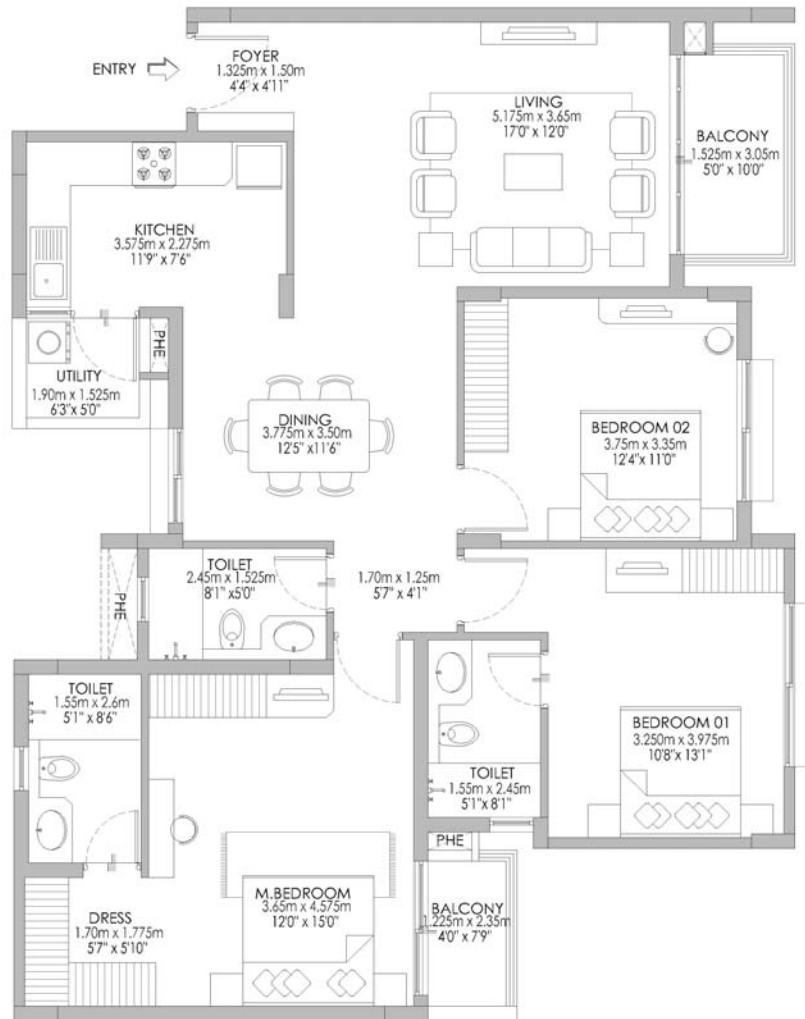 ENTRY
FOYER
1.325m x 1.50m
4'4" x 4'11"
LIVING
5.175m x 3.65m
17'0" x 12'0"
BALCONY
1.525m x 3.05m
5'0" x 10'0"
KITCHEN
3.575m x 2.275m
11'9" x 7'6"
PHE
UTILITY
1.90m x 1.525m
6'3"x 5'0"
DINING
3.775m x 3.50m
12'5" x11'6"
BEDROOM 02
3.75m x 3.35m
12'4"x 11'0"
TOILET
2.45m x 1.525m
8'1" x5'0"
1.70m x 1.25m
5'7" x 4'1"
PHE
TOILET
1.55m x 2.6m
5'1" x 8'6"
BEDROOM 01
3.250m x 3.975m
10'8" x 13'1"
TOILET
1.55m x 2.45m
5'1"x 8'1"
PHE
M.BEDROOM
3.65m x 4.575m
12'0" x 15'0"
BALCONY
1.225m x 2.35m
4'0" x 7'9"
DRESS
1.70m x 1.775m
5'7" x 5'10"